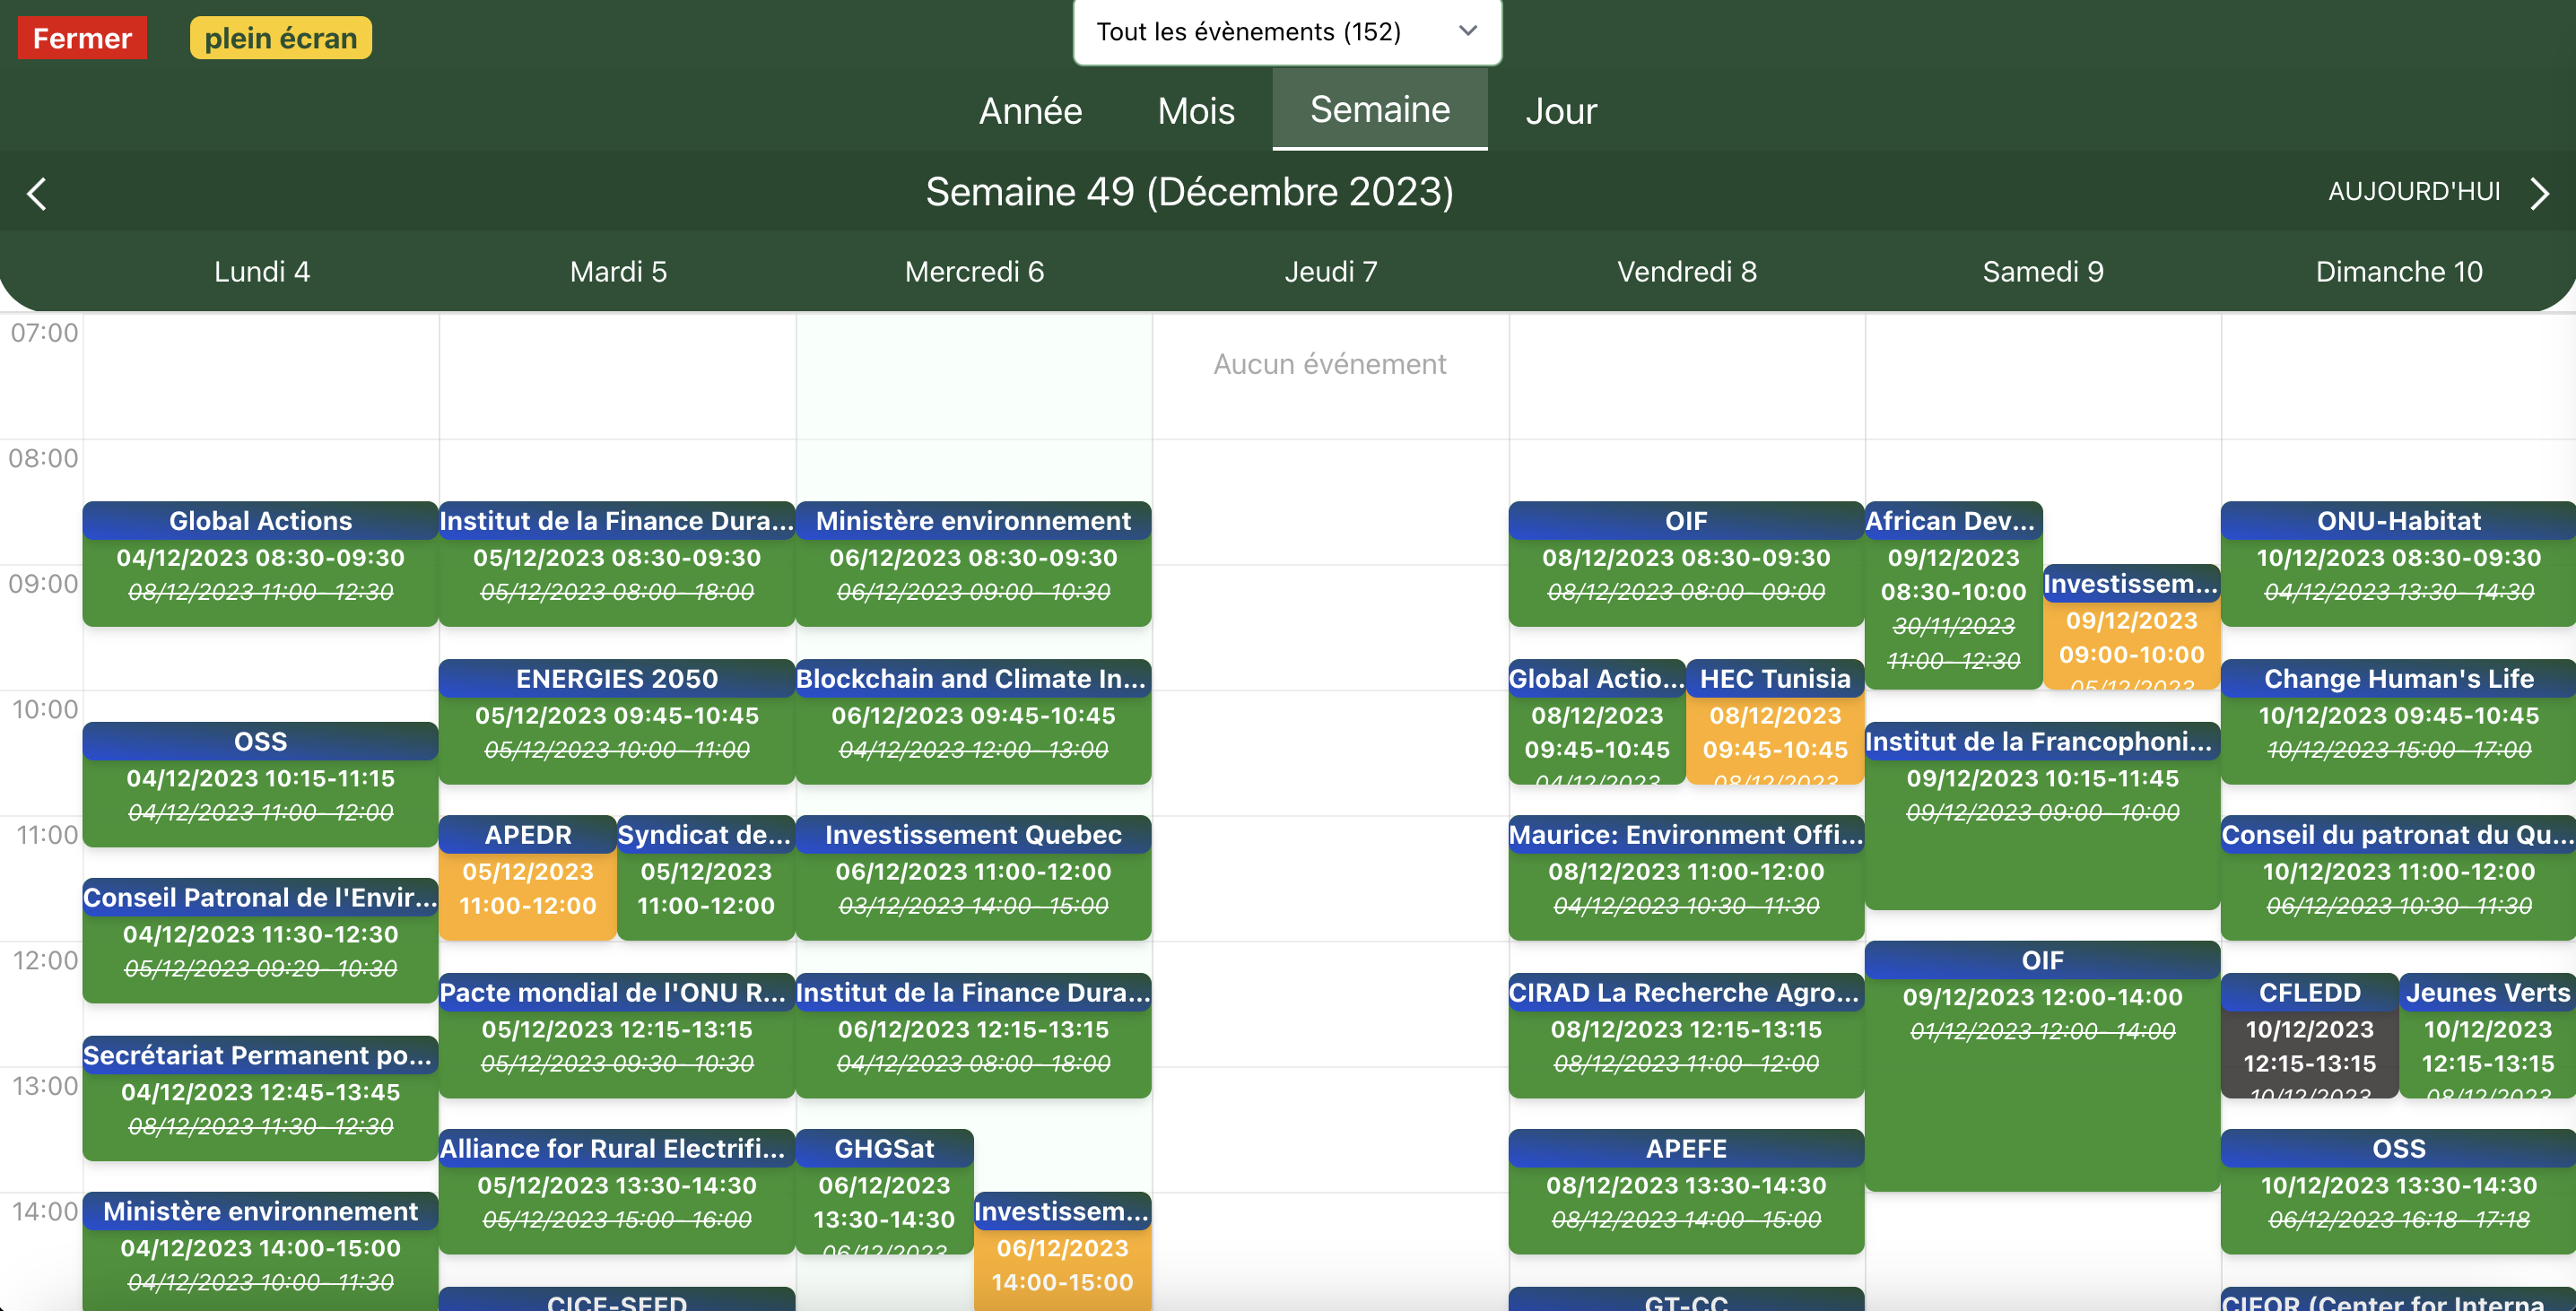 Fermer
plein écran
Tout les évènements (152)
Année
Mois
Semaine
Jour
Semaine 49 (Décembre 2023)
AUJOURD'HUI
Lundi 4
Mardi 5
Mercredi 6
Jeudi 7
Vendredi 8
Samedi 9
Dimanche 10
07:00
08:00
09:00
10:00
11:00
12:00
13:00
14:00
Global Actions
04/12/2023 08:30-09:30
08/12/2023 11:00- 12:30
OSS
04/12/2023 10:15-11:15
04/12/2023 11:00- 12:00
Conseil Patronal de l'Envir...
04/12/2023 11:30-12:30
05/12/2023 09:29- 10:30
Secrétariat Permanent po...
04/12/2023 12:45-13:45
08/12/2023 11:30- 12:30
Ministère environnement
04/12/2023 14:00-15:00
04/12/2023 10:00- 11:30
Institut de la Finance Dura...
05/12/2023 08:30-09:30
05/12/2023 08:00- 18:00
ENERGIES 2050
05/12/2023 09:45-10:45
05/12/2023 10:00- 11:00
APEDR
05/12/2023
11:00-12:00
Syndicat de...
05/12/2023
11:00-12:00
Pacte mondial de l'ONU R...
05/12/2023 12:15-13:15
05/12/2023 09:30- 10:30
Alliance for Rural Electrifi...
05/12/2023 13:30-14:30
05/12/2023 15:00- 16:00
CICE-SEED
Ministère environnement
06/12/2023 08:30-09:30
06/12/2023 09:00- 10:30
Blockchain and Climate In...
06/12/2023 09:45-10:45
04/12/2023 12:00- 13:00
Investissement Quebec
06/12/2023 11:00-12:00
03/12/2023 14:00- 15:00
Institut de la Finance Dura...
06/12/2023 12:15-13:15
04/12/2023 08:00- 18:00
GHGSat
06/12/2023
13:30-14:30
06/12/2023
Investissem...
06/12/2023
14:00-15:00
Aucun événement
OIF
08/12/2023 08:30-09:30
08/12/2023 08:00- 09:00
Global Actio...
08/12/2023
09:45-10:45
04/12/2023
HEC Tunisia
08/12/2023
09:45-10:45
08/12/2023
Maurice: Environment Offi...
08/12/2023 11:00-12:00
04/12/2023 10:30- 11:30
CIRAD La Recherche Agro...
08/12/2023 12:15-13:15
08/12/2023 11:00- 12:00
APEFE
08/12/2023 13:30-14:30
08/12/2023 14:00- 15:00
GT-CC
African Dev...
09/12/2023
08:30-10:00
30/11/2023
11:00- 12:30
Investissem...
09/12/2023
09:00-10:00
05/12/2023
Institut de la Francophoni...
09/12/2023 10:15-11:45
09/12/2023 09:00- 10:00
OIF
09/12/2023 12:00-14:00
01/12/2023 12:00- 14:00
ONU-Habitat
10/12/2023 08:30-09:30
04/12/2023 13:30- 14:30
Change Human's Life
10/12/2023 09:45-10:45
10/12/2023 15:00- 17:00
Conseil du patronat du Qu...
10/12/2023 11:00-12:00
06/12/2023 10:30- 11:30
CFLEDD
10/12/2023
12:15-13:15
10/12/2023
Jeunes Verts
10/12/2023
12:15-13:15
08/12/2023
OSS
10/12/2023 13:30-14:30
06/12/2023 16:18- 17:18
CIFOR (Center for Interna